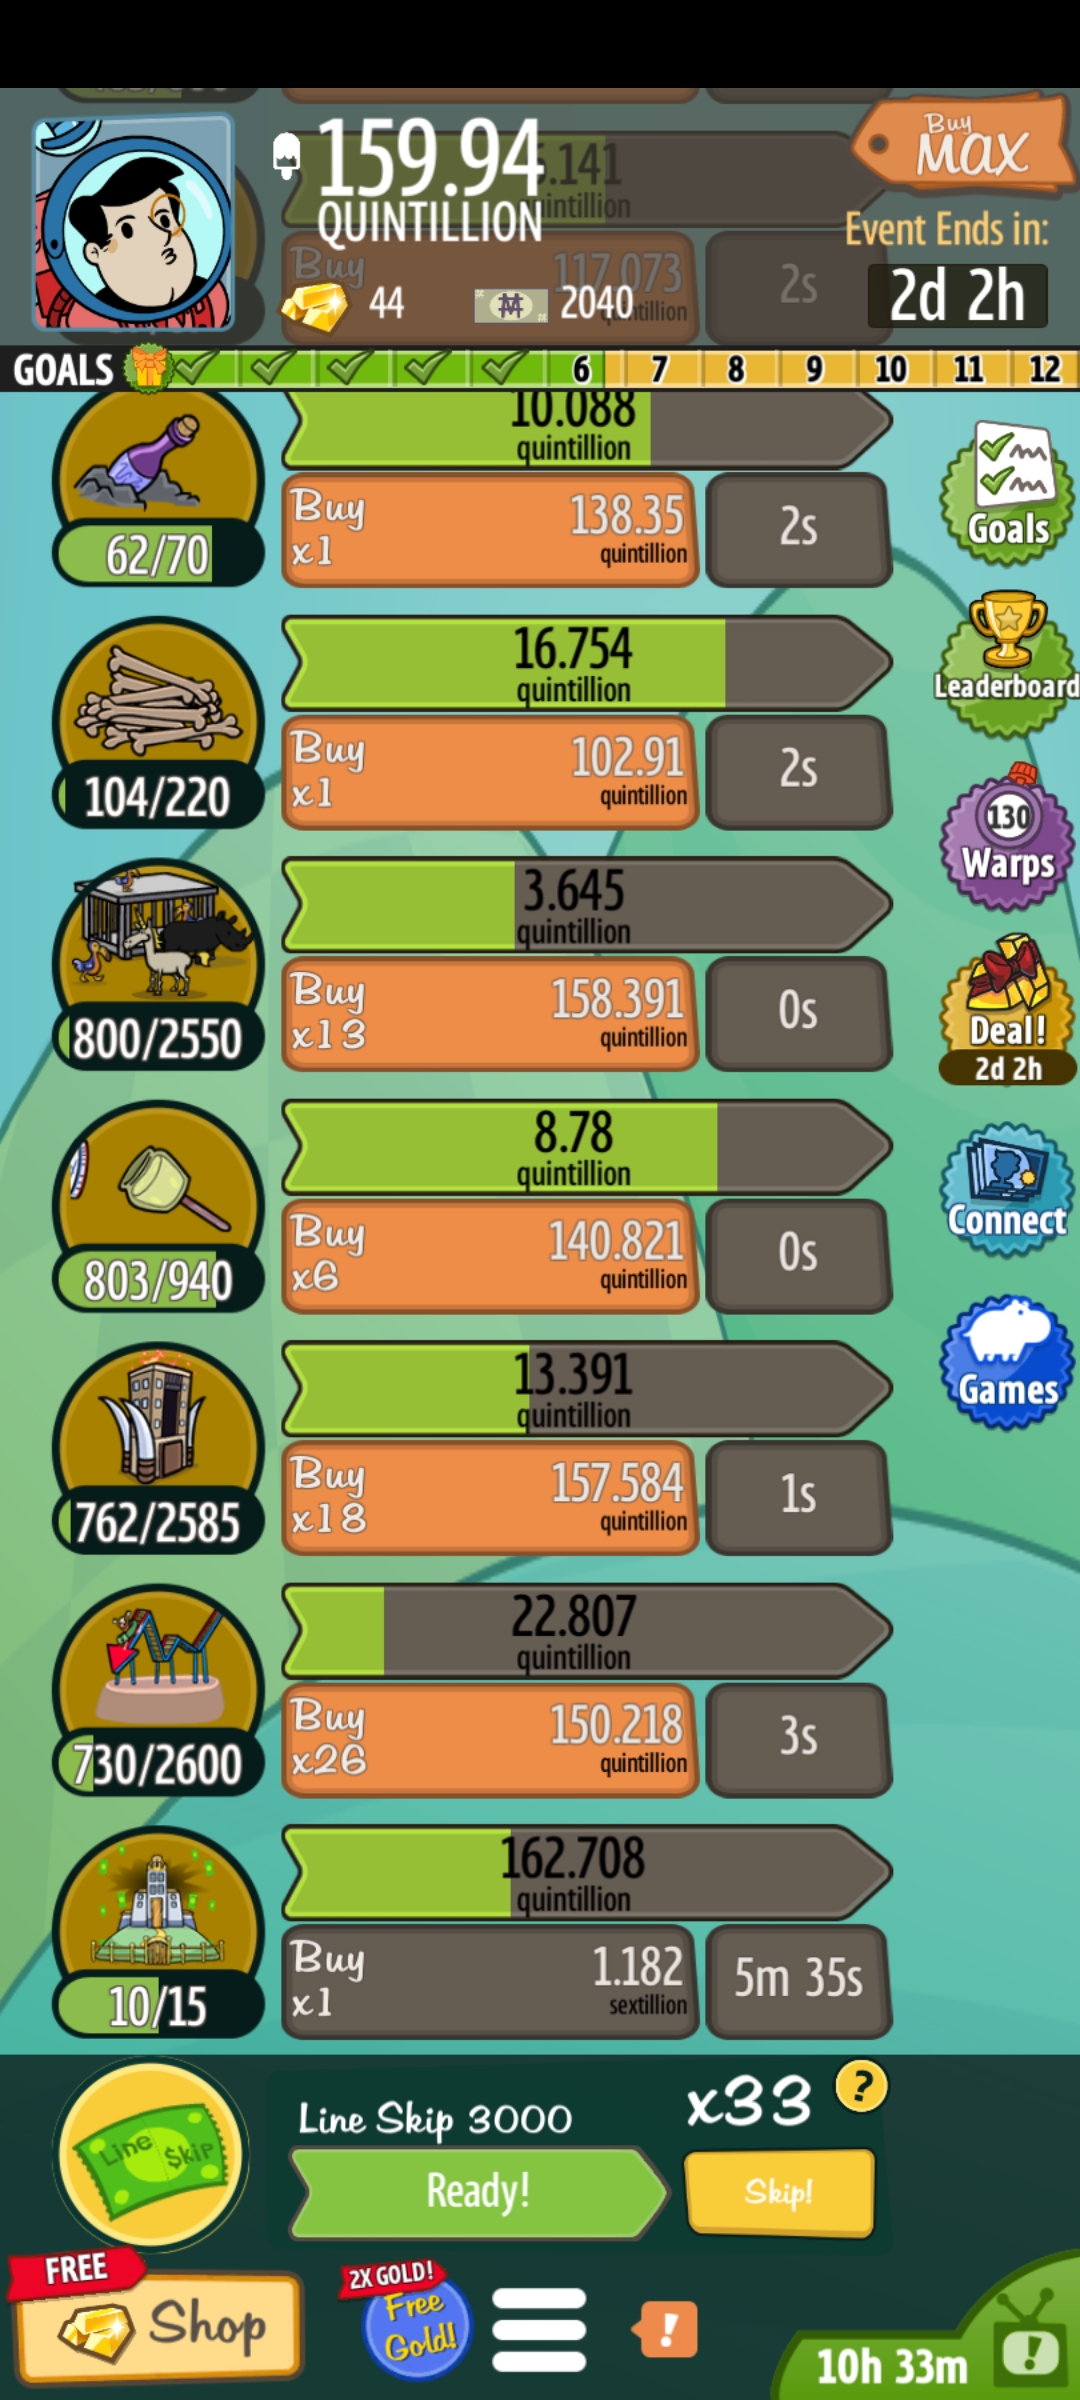 159.94
QUINTILLION
Buy
MAX
Event Ends in:
2d 2h
44
2040
Buy
117.073
2s
GOALS
6
7
8
9
10
11
12
10.088
quintillion
62/70
Buy
x1
138.35
quintillion
2s
Goals
16.754
quintillion
104/220
Buy
x1
102.91
quintillion
2s
Leaderboard
3.645
quintillion
800/2550
Buy
x13
158.391
quintillion
0s
130
Warps
Deal!
2d 2h
8.78
quintillion
803/940
Buy
x6
140.821
quintillion
0s
Connect
13.391
quintillion
762/2585
Buy
x18
157.584
quintillion
1s
Games
22.807
quintillion
730/2600
Buy
x26
150.218
quintillion
3s
162.708
quintillion
10/15
Buy
x1
1.182
sextillion
5m 35s
Line $kip
Line Skip 3000
x33
?
Ready!
Skip!
FREE
Shop
2X GOLD!
Free
Gold!
!
10h 33m
!